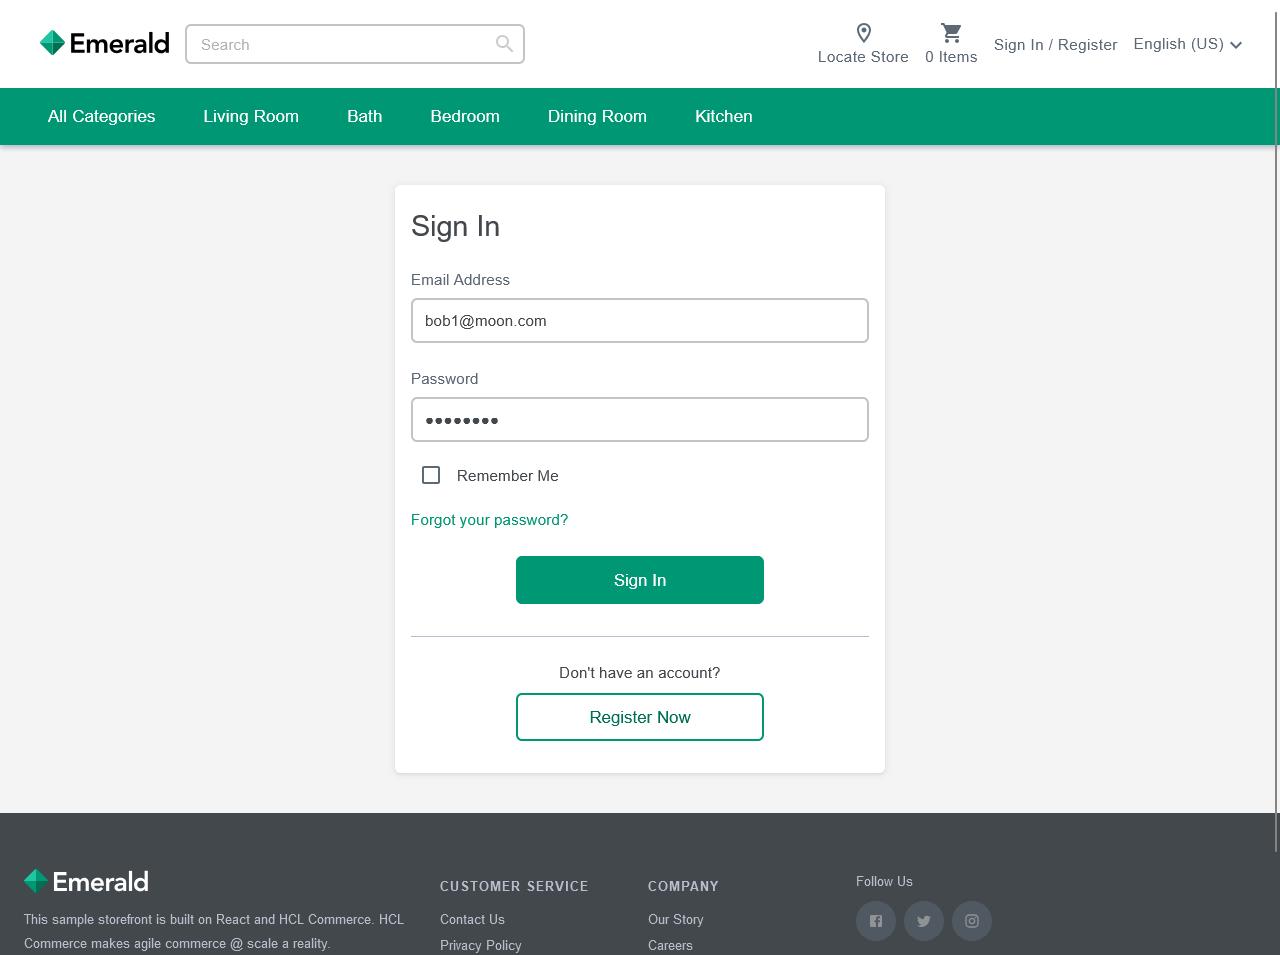 Emerald
Search
Locate Store
0 Items
Sign In / Register
English (US)
All Categories
Living Room
Bath
Bedroom
Dining Room
Kitchen
Sign In
Email Address
bob1@moon.com
Password
Remember Me
Forgot your password?
Sign In
Don't have an account?
Register Now
Emerald
This sample storefront is built on React and HCL Commerce. HCL
Commerce makes agile commerce @ scale a reality.
CUSTOMER SERVICE
Contact Us
Privacy Policy
COMPANY
Our Story
Careers
Follow Us